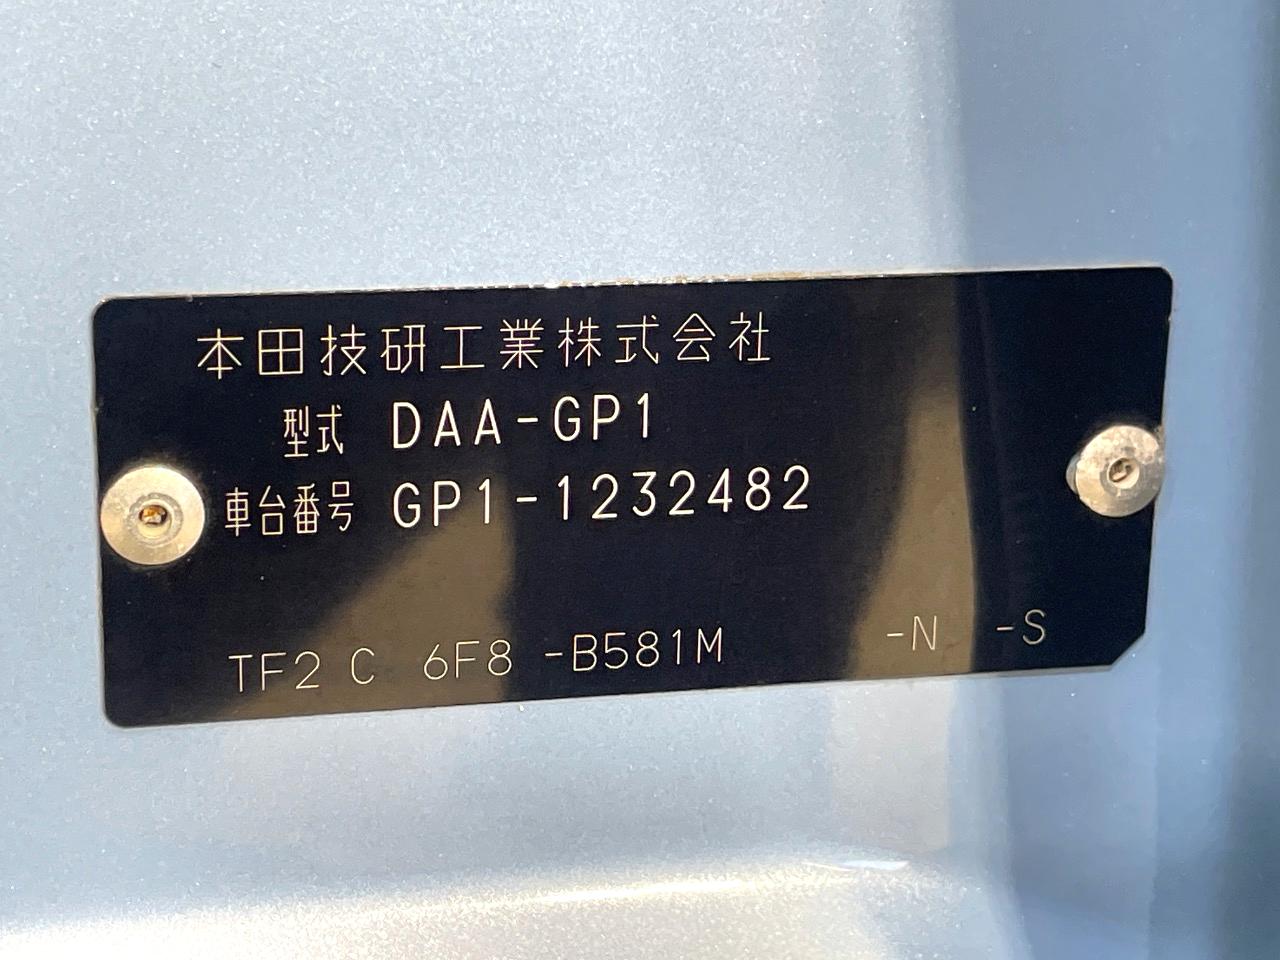 本田技研工業株式会社
型式 DAA-GP1
車台番号 GP1-1232482
TF2 C 6F8 -B581M -N -S